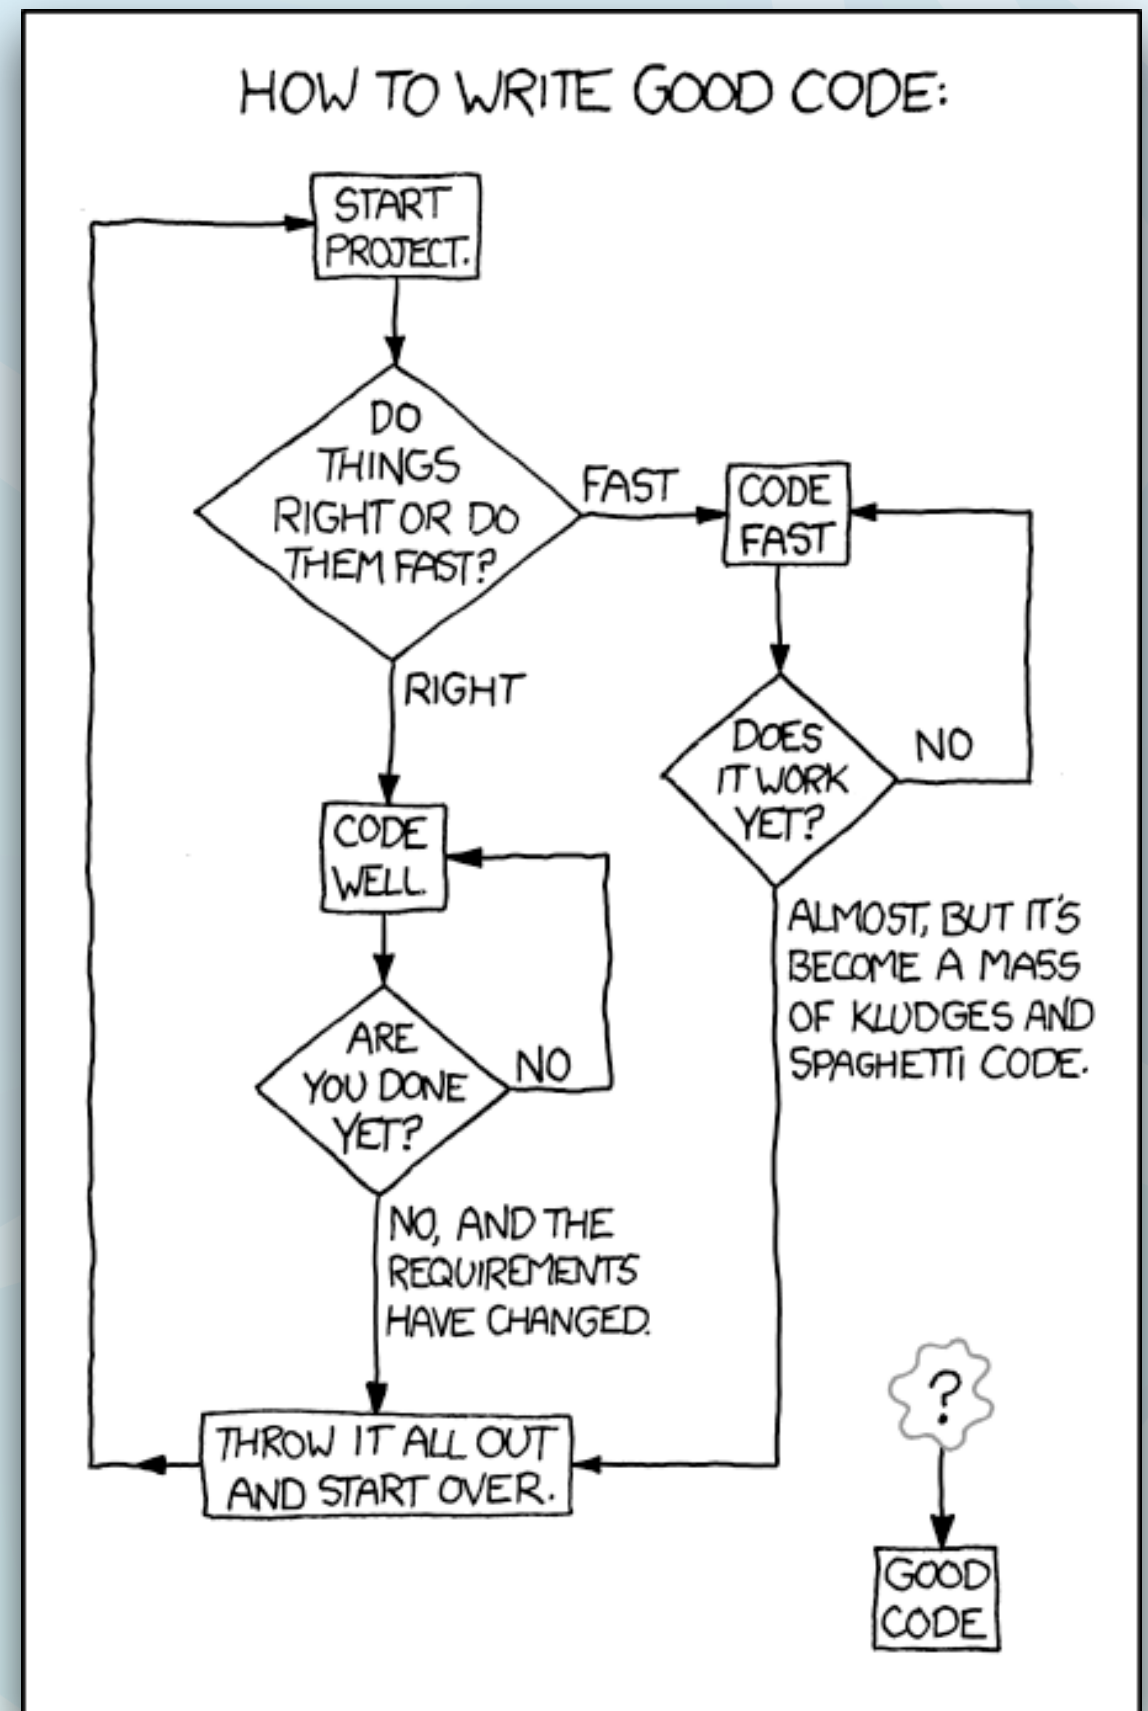 HOW TO WRITE GOOD CODE:
START
PROJECT.
DO
THINGS
RIGHT OR DO
THEM FAST?
FAST
CODE
FAST
RIGHT
DOES
IT WORK
YET?
NO
CODE
WELL.
ALMOST, BUT IT'S
BECOME A MASS
OF KLUDGES AND
SPAGHETTI CODE.
ARE
YOU DONE
YET?
NO
NO, AND THE
REQUIREMENTS
HAVE CHANGED.
THROW IT ALL OUT
AND START OVER.
?
GOOD
CODE